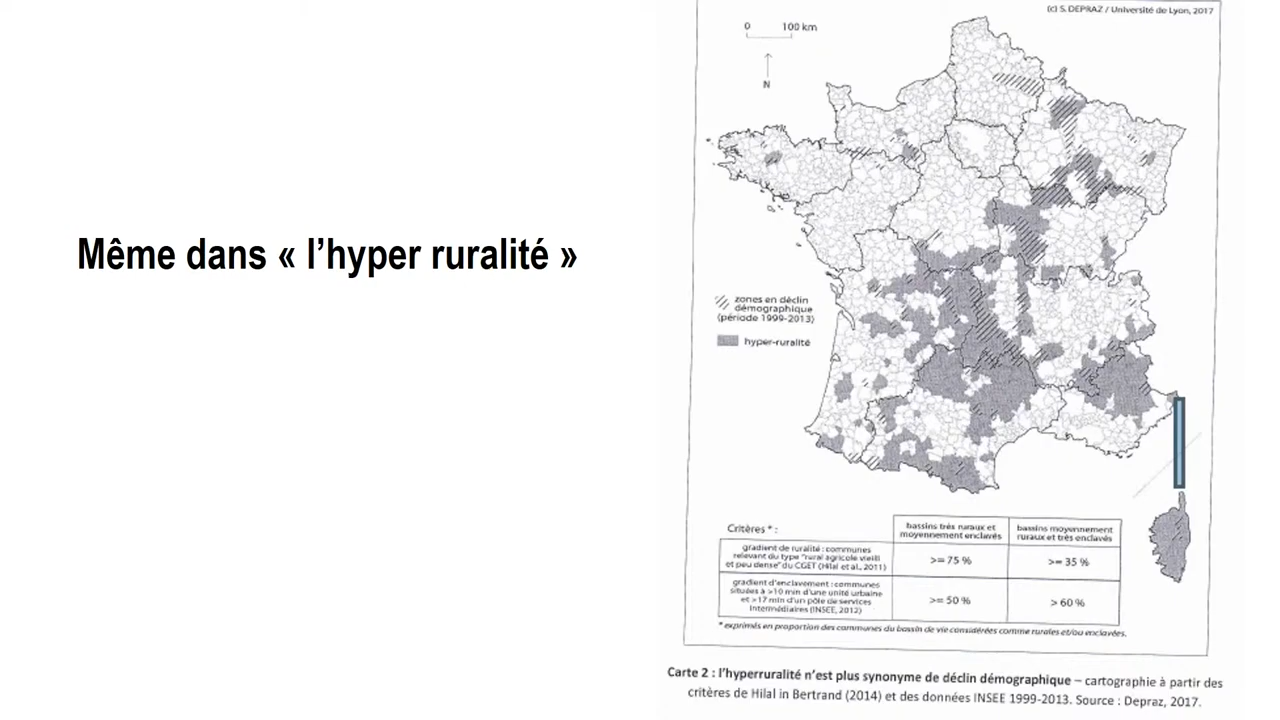 Même dans « l’hyper ruralité »
(c) S. DEPRAZ / Université de Lyon, 2017
0 100 km
N
zones en déclin
démographique
(période 1999-2013)
hyper-ruralité
Critères * :
bassins très ruraux et
moyennement enclavés
bassins moyennement
ruraux et très enclavés
gradient de ruralité : communes
relevant du type "rural agricole vieilli
et peu dense" du CGET (Hilal et al., 2011)
>= 75 %
>= 35 %
gradient d'enclavement : communes
situées à >10 min d'une unité urbaine
et >17 min d'un pôle de services
intermédiaires (INSEE, 2012)
>= 50 %
> 60 %
* exprimés en proportion des communes du bassin de vie considérées comme rurales et/ou enclavées.
Carte 2 : l’hyperruralité n’est plus synonyme de déclin démographique – cartographie à partir des
critères de Hilal in Bertrand (2014) et des données INSEE 1999-2013. Source : Depraz, 2017.